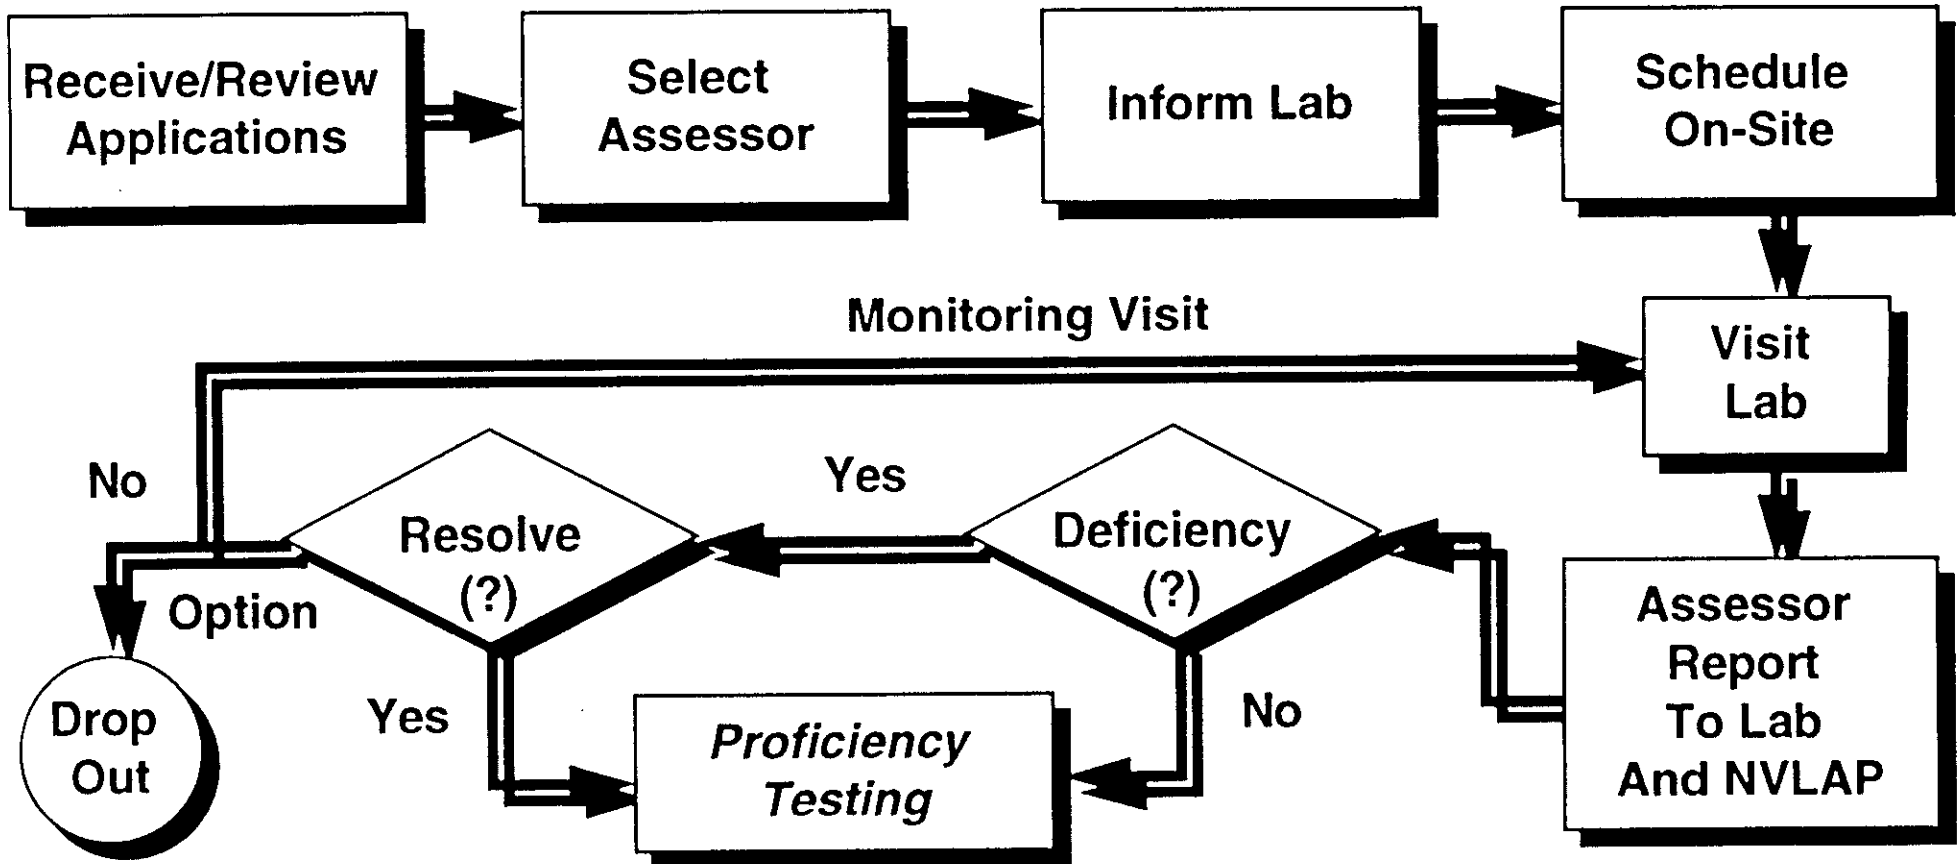 Receive/Review
Applications
Select
Assessor
Inform Lab
Schedule
On-Site
Monitoring Visit
Visit
Lab
No
Resolve
(?)
Yes
Deficiency
(?)
Option
Assessor
Report
To Lab
And NVLAP
Drop
Out
Yes
Proficiency
Testing
No